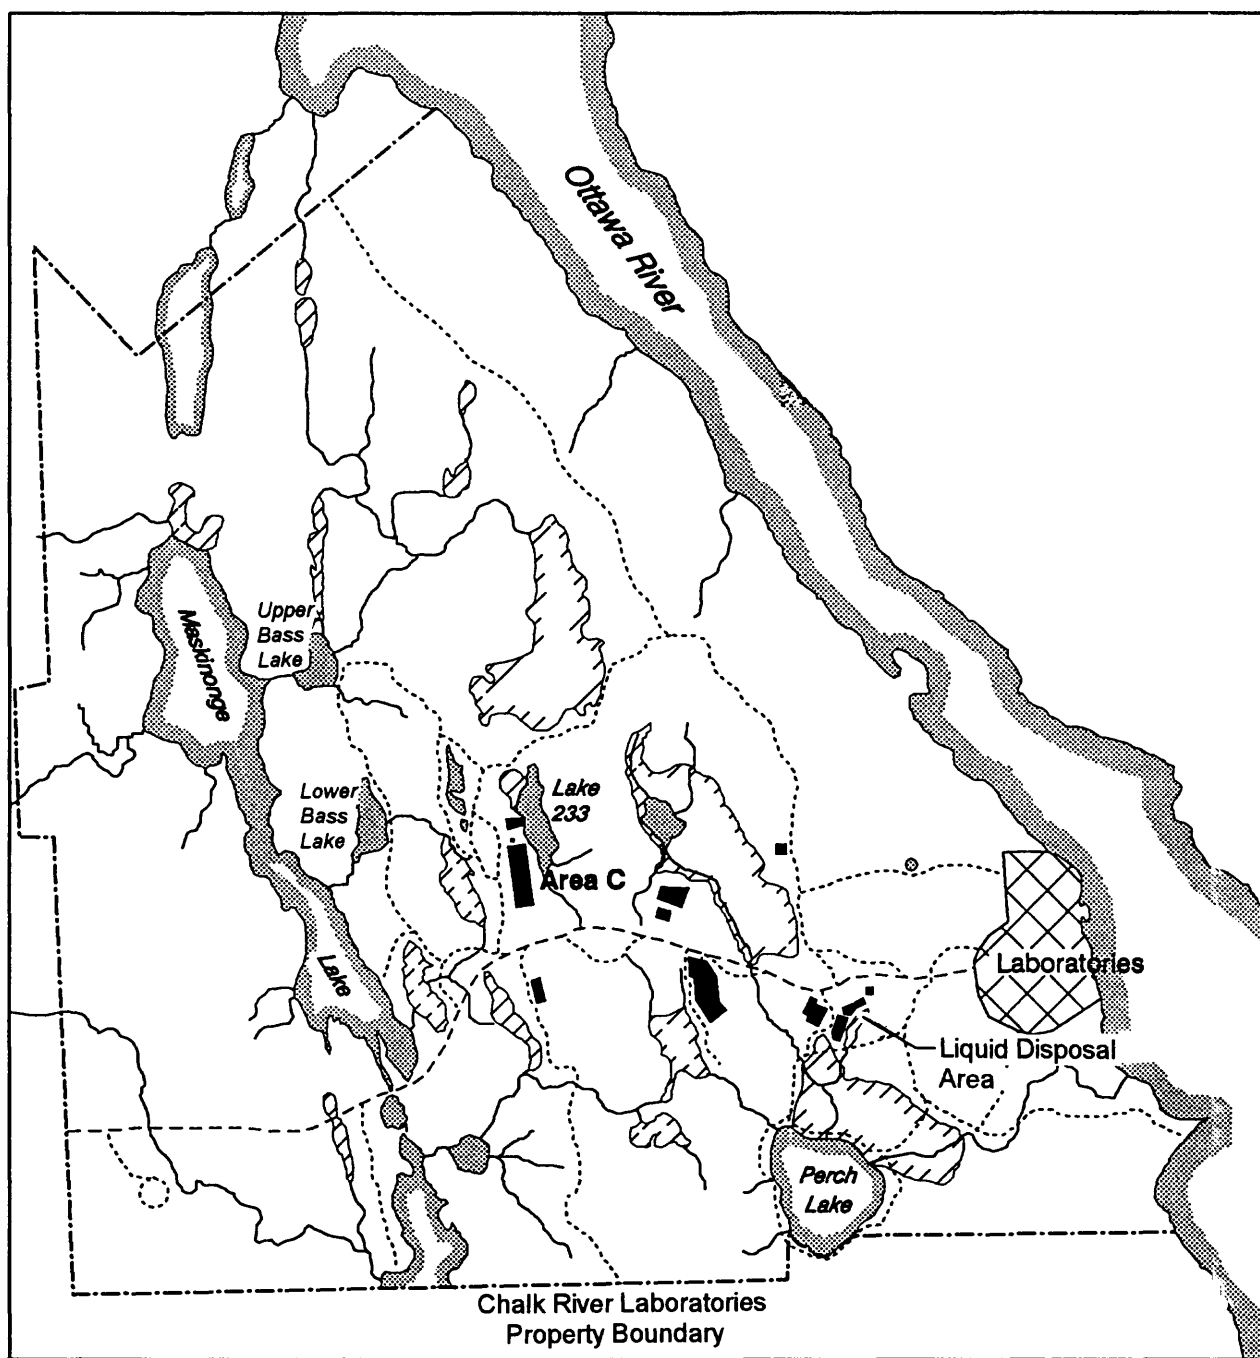 Ottawa River
Upper
Bass
Lake
Maskinonge
Lower
Bass
Lake
Lake
233
Area C
Lake
Laboratories
Liquid Disposal
Area
Perch
Lake
Chalk River Laboratories
Property Boundary